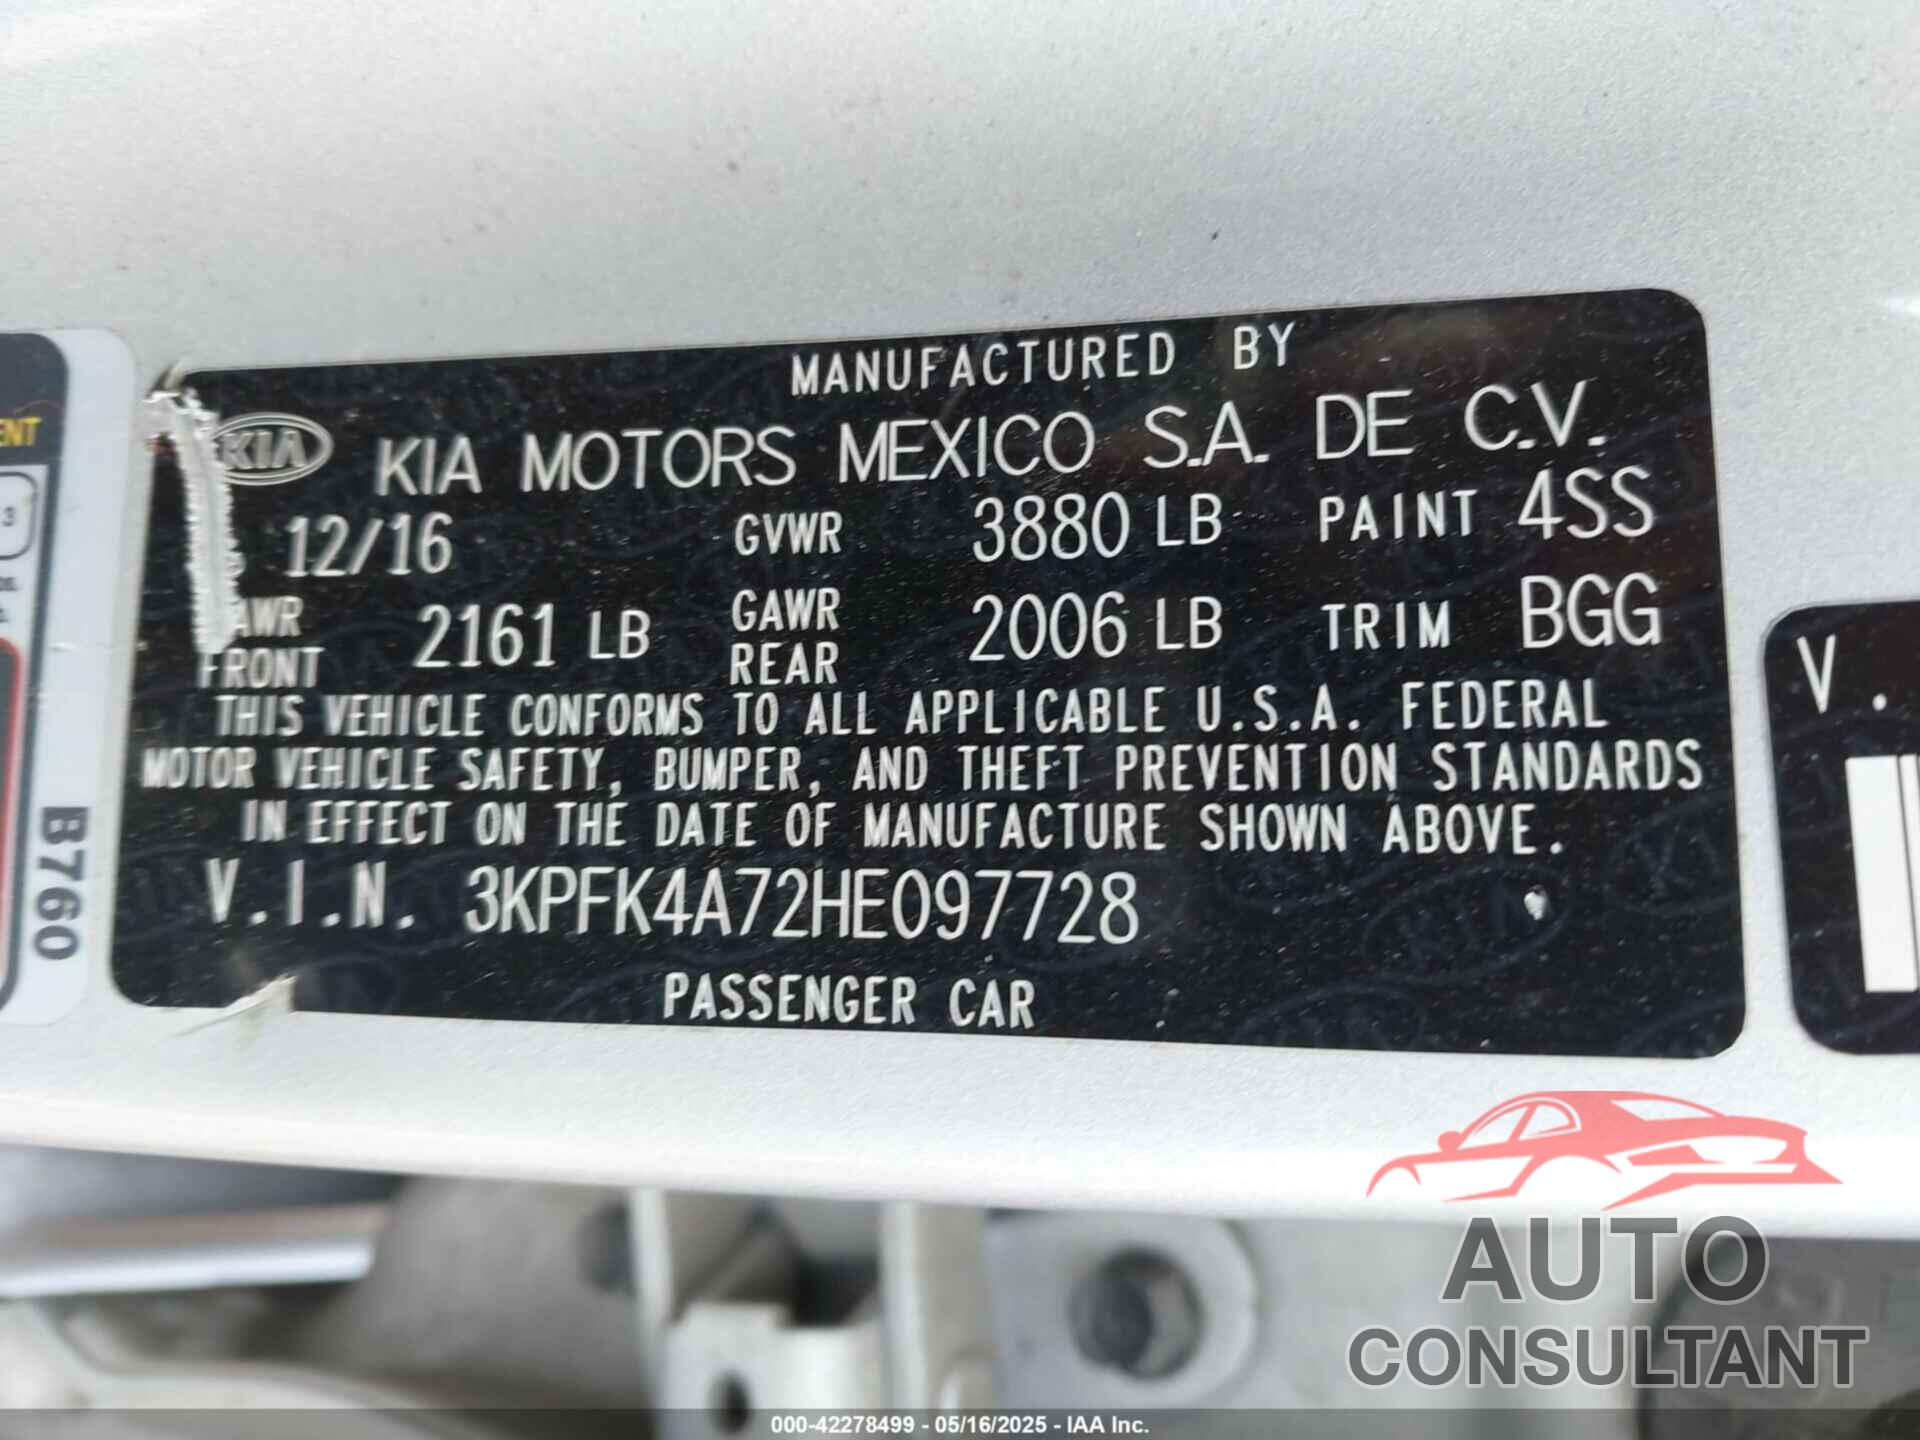 MANUFACTURED BY
KIA KIA MOTORS MEXICO S.A. DE C.V.
12/16 GVWR 3880 LB PAINT 4SS
AWR FRONT 2161 LB GAWR REAR 2006 LB TRIM BGG
THIS VEHICLE CONFORMS TO ALL APPLICABLE U.S.A. FEDERAL
MOTOR VEHICLE SAFETY, BUMPER, AND THEFT PREVENTION STANDARDS
IN EFFECT ON THE DATE OF MANUFACTURE SHOWN ABOVE.
V.I.N. 3KPFK4A72HE097728
PASSENGER CAR
ENT
3
B760
V.
AUTO
CONSULTANT
000-42278499 - 05/16/2025 - IAA Inc.